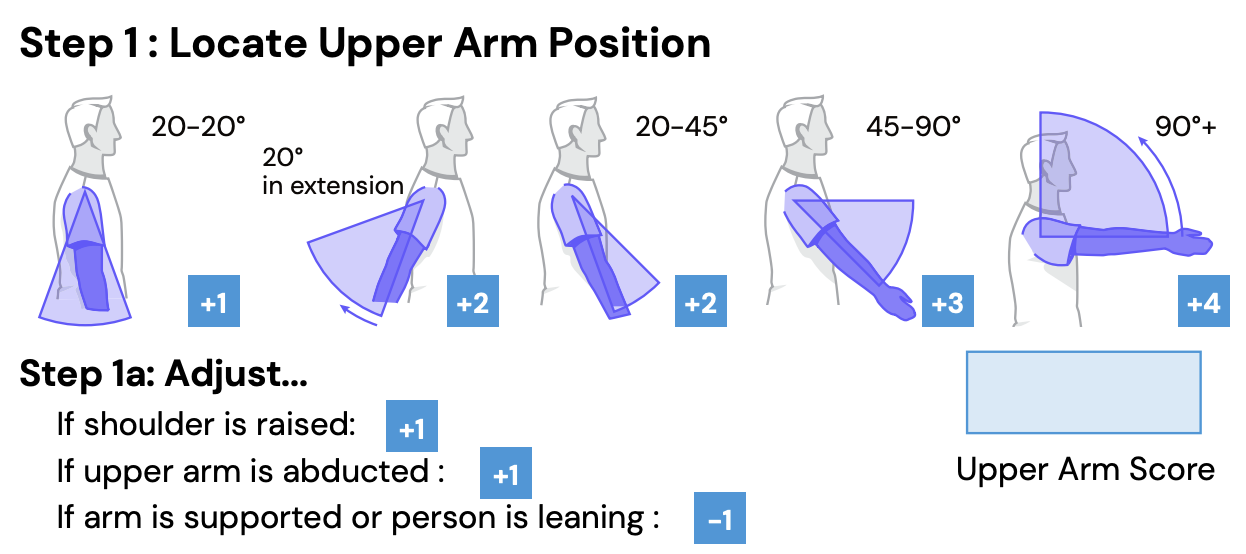 Step 1 : Locate Upper Arm Position
20-20°
20°
in extension
20-45°
45-90°
90°+
+1
+2
+2
+3
+4
Step 1a: Adjust...
If shoulder is raised: +1
If upper arm is abducted : +1
If arm is supported or person is leaning : -1
Upper Arm Score